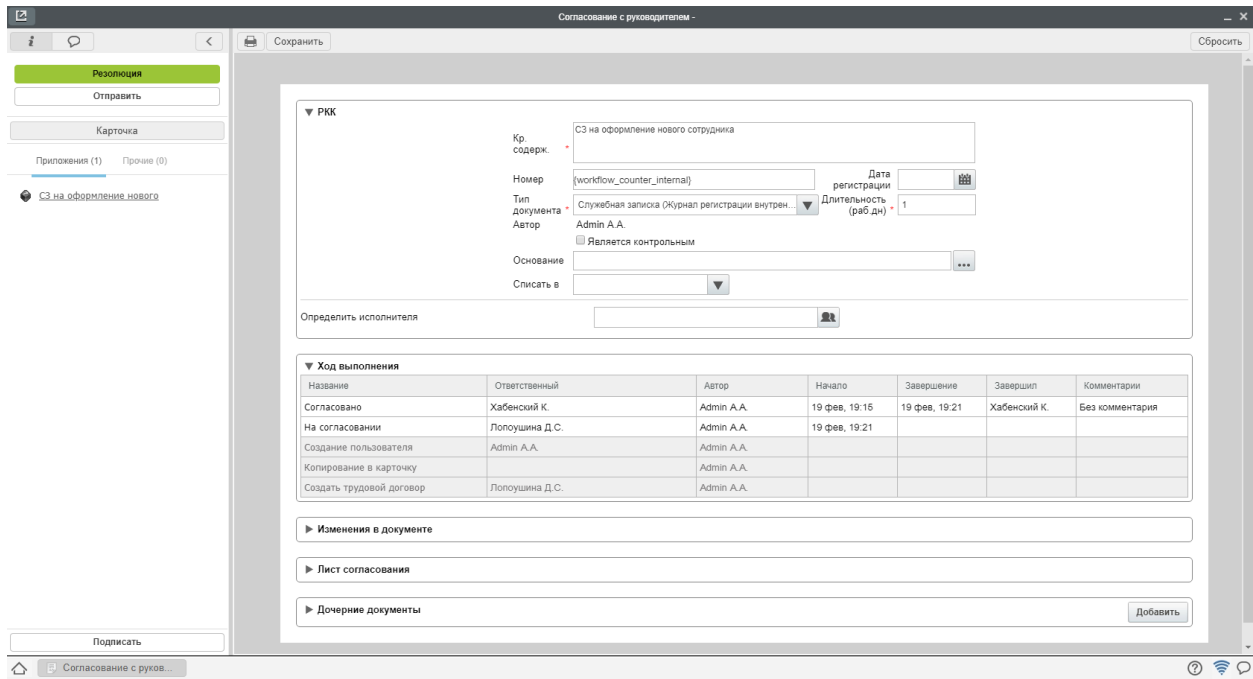 Согласование с руководителем -
Сохранить
Сбросить
Резолюция
Отправить
Карточка
Приложения (1) Прочие (0)
СЗ на оформление нового
РКК
Кр. содерж. * СЗ на оформление нового сотрудника
Номер {workflow_counter_internal} Дата регистрации
Тип документа * Служебная записка (Журнал регистрации внутрен... Длительность (раб.дн) * 1
Автор Admin A.A.
Является контрольным
Основание ...
Списать в
Определить исполнителя
Ход выполнения
Название Ответственный Автор Начало Завершение Завершил Комментарии
Согласовано Хабенский К. Admin A.A. 19 фев, 19:15 19 фев, 19:21 Хабенский К. Без комментария
На согласовании Лопоушина Д.С. Admin A.A. 19 фев, 19:21
Создание пользователя Admin A.A. Admin A.A.
Копирование в карточку Admin A.A.
Создать трудовой договор Лопоушина Д.С. Admin A.A.
Изменения в документе
Лист согласования
Дочерние документы Добавить
Подписать
Согласование с руков...